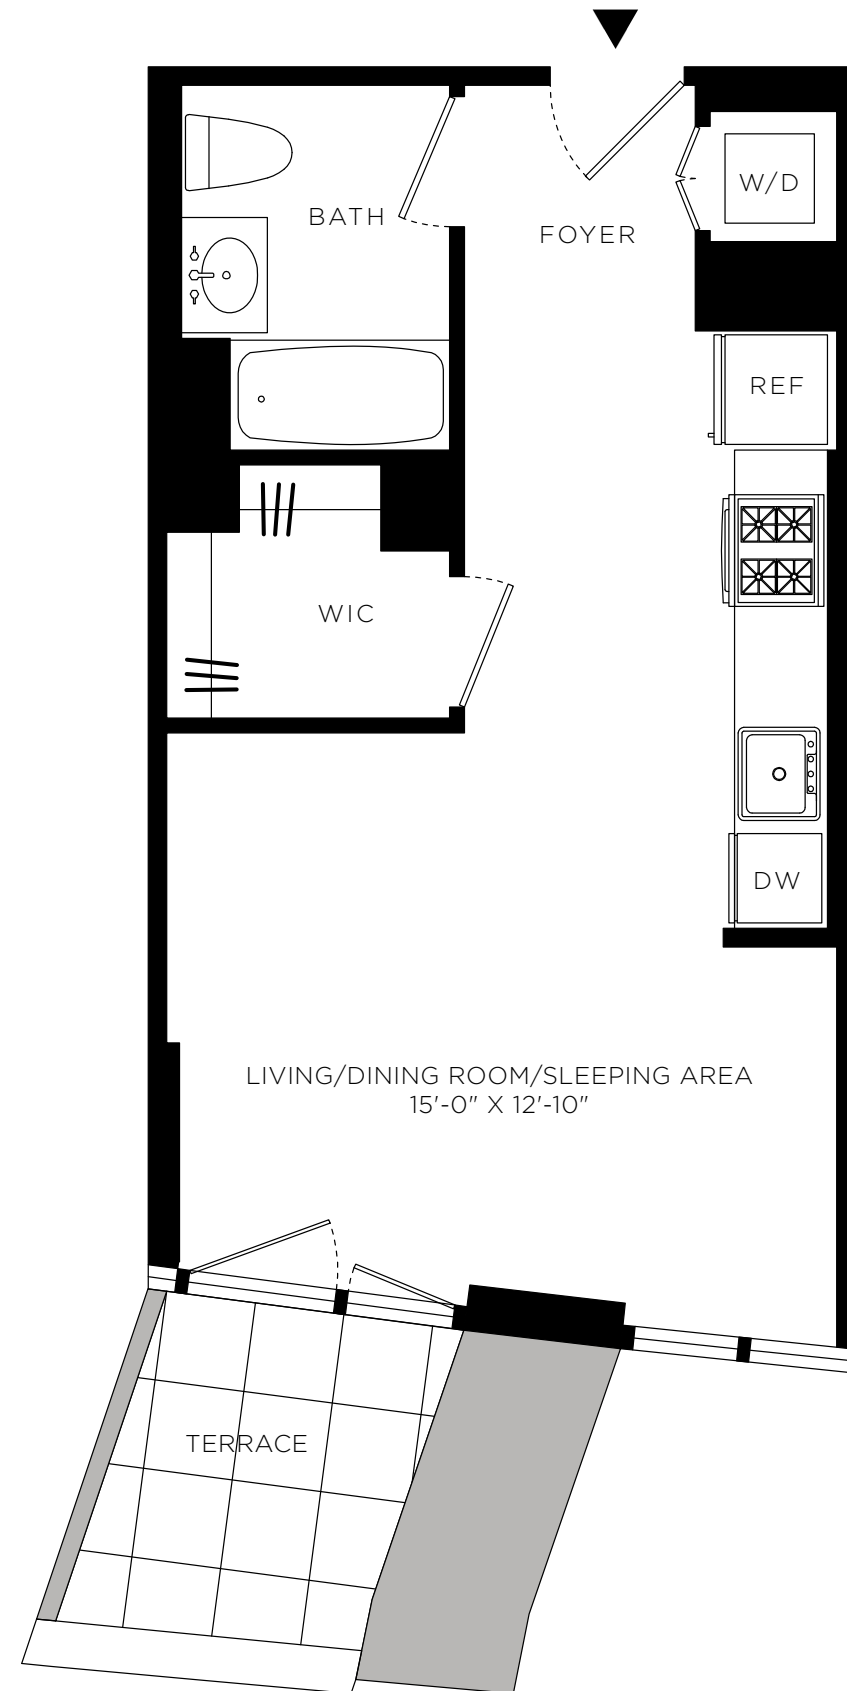 W/D
BATH
FOYER
REF
WIC
DW
LIVING/DINING ROOM/SLEEPING AREA
15'-0" X 12'-10"
TERRACE